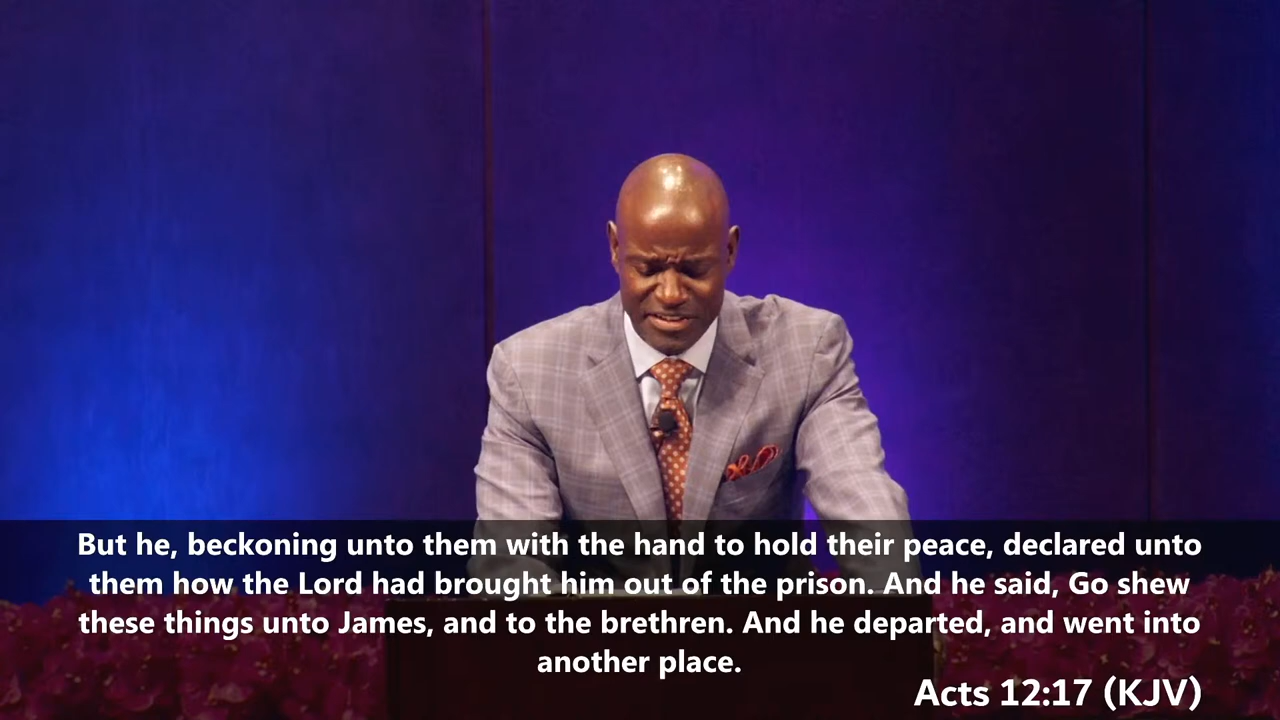 But he, beckoning unto them with the hand to hold their peace, declared unto
them how the Lord had brought him out of the prison. And he said, Go shew
these things unto James, and to the brethren. And he departed, and went into
another place.
Acts 12:17 (KJV)